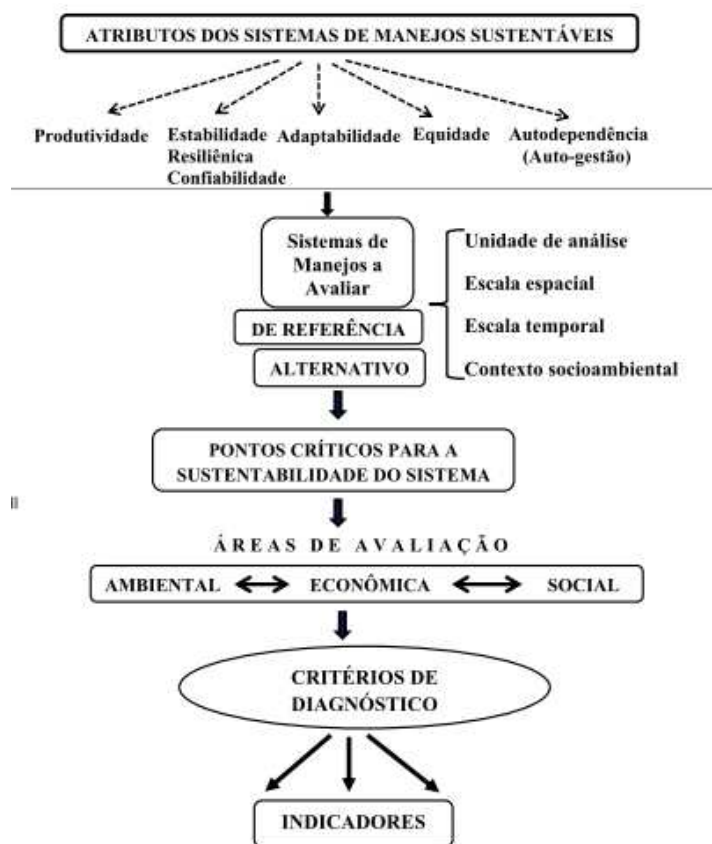 ATRIBUTOS DOS SISTEMAS DE MANEJOS SUSTENTÁVEIS
Produtividade
Estabilidade
Resiliênica
Confiabilidade
Adaptabilidade
Equidade
Autodependência
(Auto-gestão)
Sistemas de
Manejos a
Avaliar
DE REFERÊNCIA
ALTERNATIVO
Unidade de análise
Escala espacial
Escala temporal
Contexto socioambiental
PONTOS CRÍTICOS PARA A
SUSTENTABILIDADE DO SISTEMA
ÁREAS DE AVALIAÇÃO
AMBIENTAL ECONÔMICA SOCIAL
CRITÉRIOS DE
DIAGNÓSTICO
INDICADORES